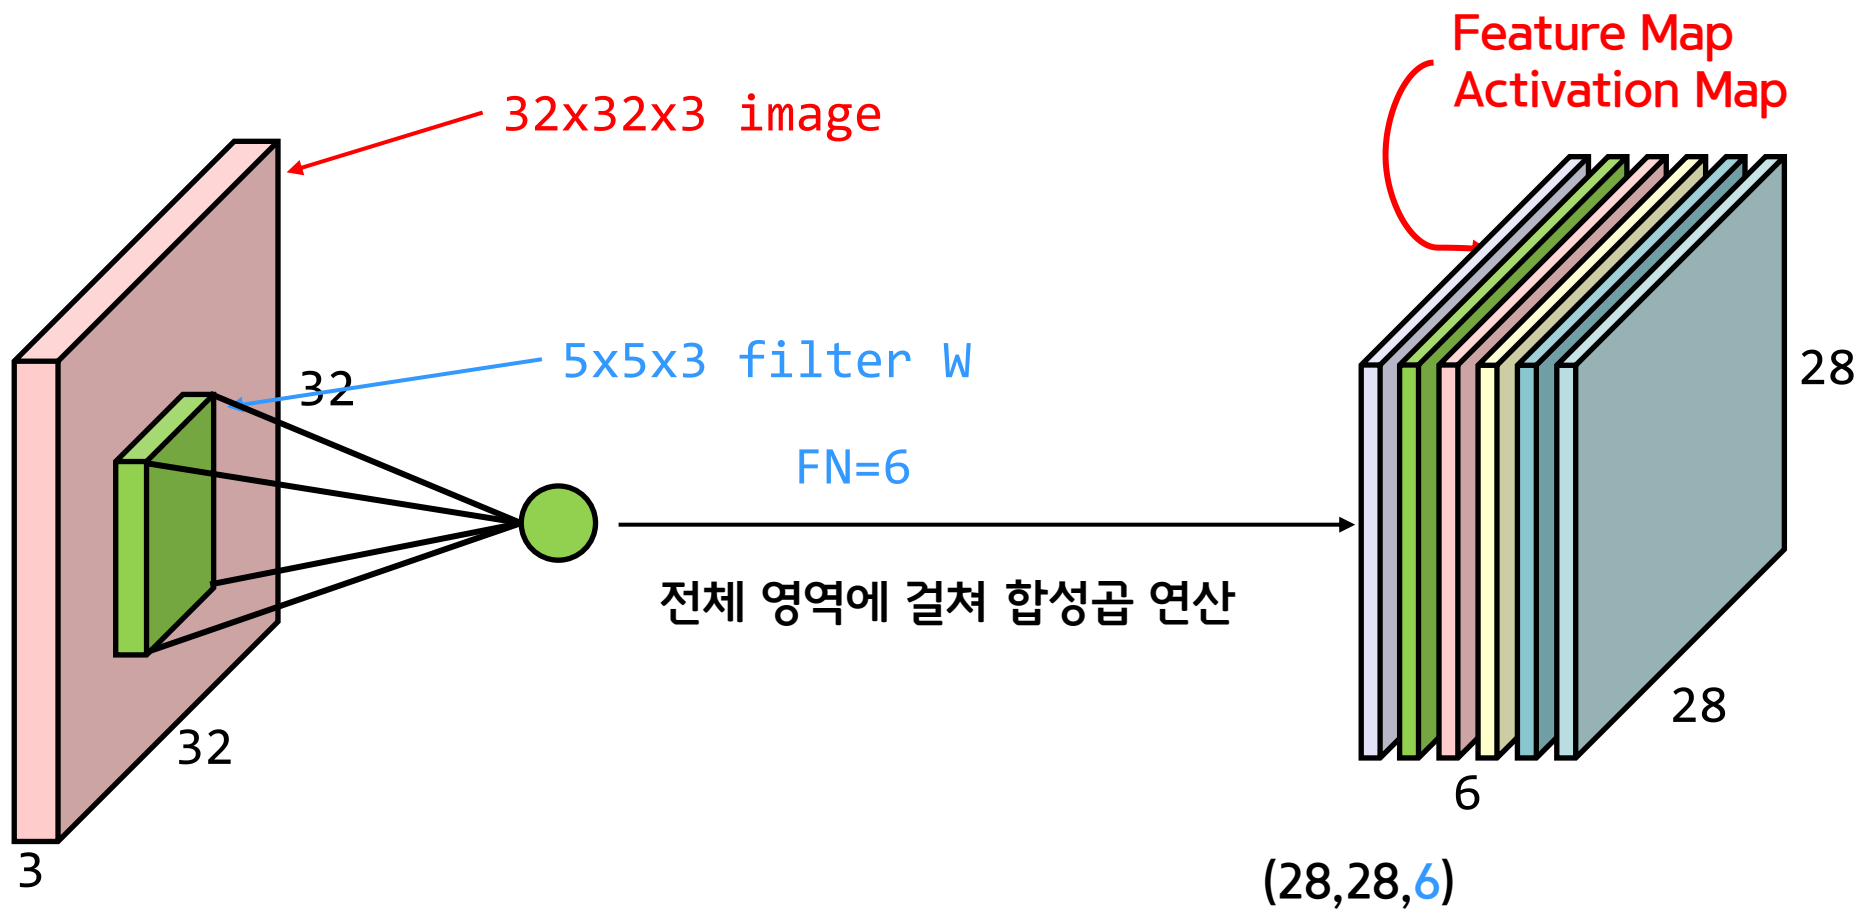 Feature Map
Activation Map
32x32x3 image
5x5x3 filter W
32
28
FN=6
전체 영역에 걸쳐 합성곱 연산
28
32
6
3
(28,28,6)